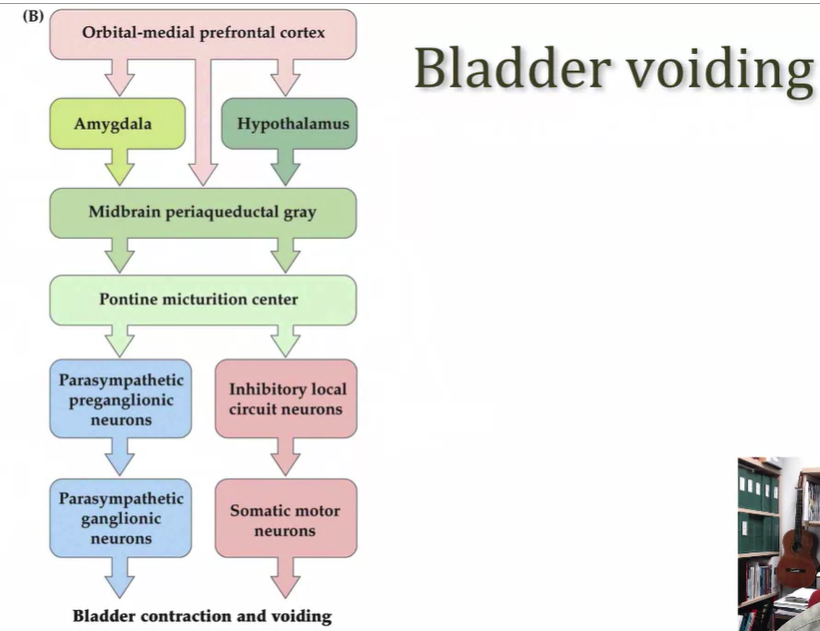 (B)
Orbital-medial prefrontal cortex
Bladder voiding
Amygdala
Hypothalamus
Midbrain periaqueductal gray
Pontine micturition center
Parasympathetic
preganglionic
neurons
Inhibitory local
circuit neurons
Parasympathetic
ganglionic
neurons
Somatic motor
neurons
Bladder contraction and voiding